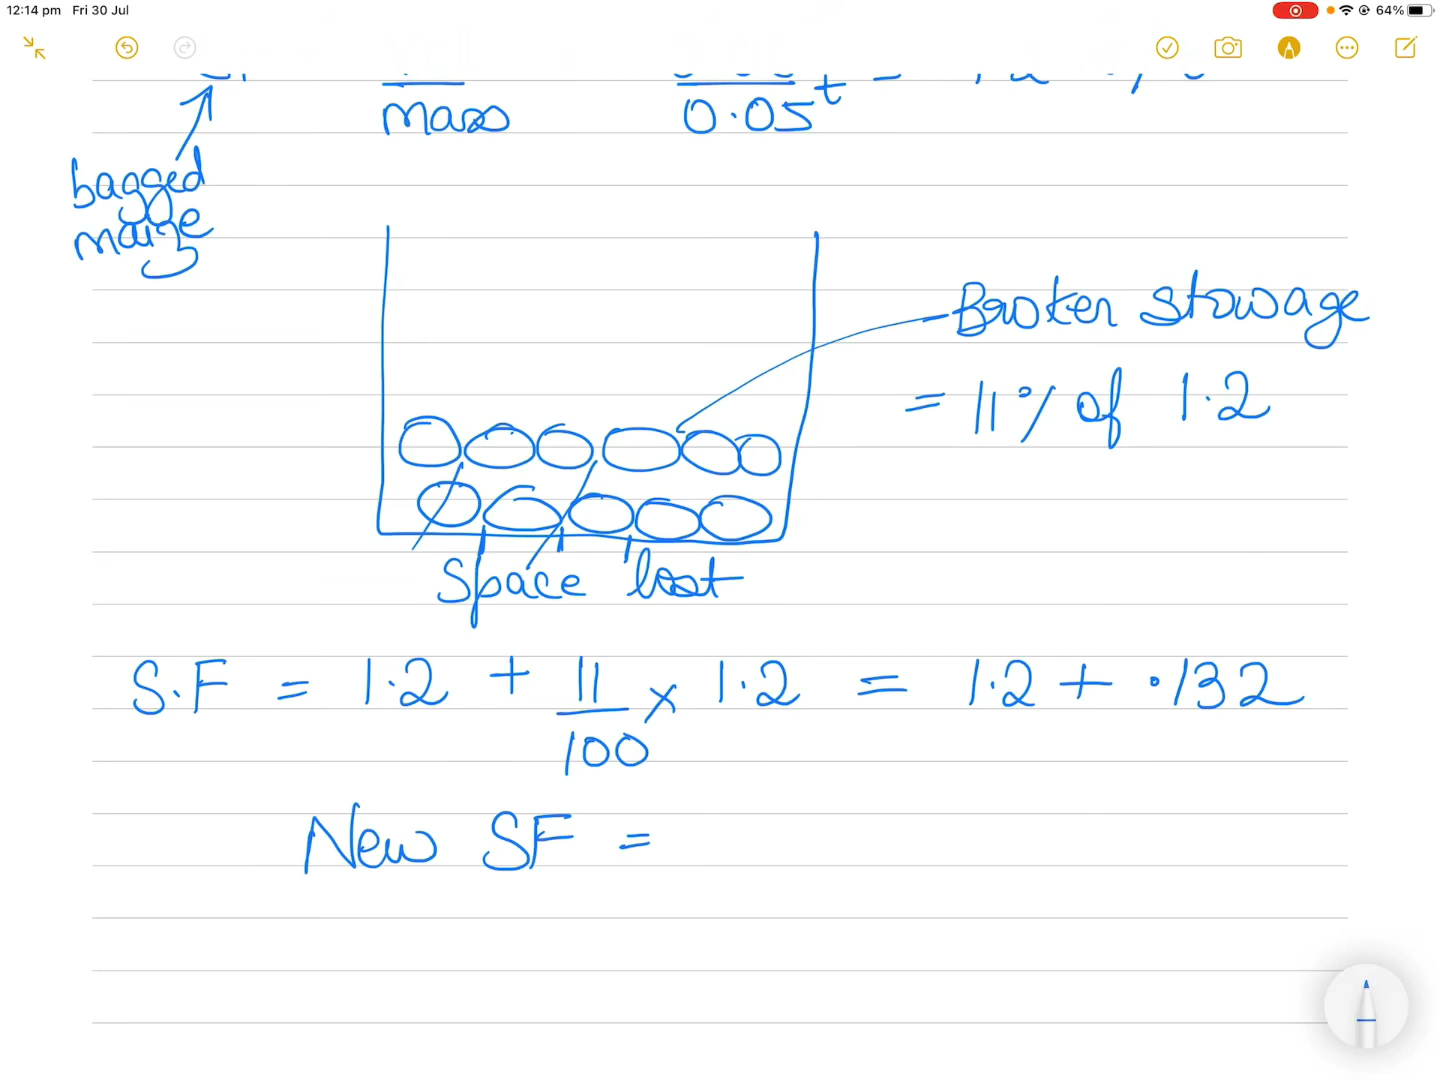 12:14 pm Fri 30 Jul 64%
mass 0.05 t
bagged
maize
Broken stowage
= 11% of 1.2
Space lost
S.F = 1.2 + 11/100 x 1.2 = 1.2 + .132
New SF =